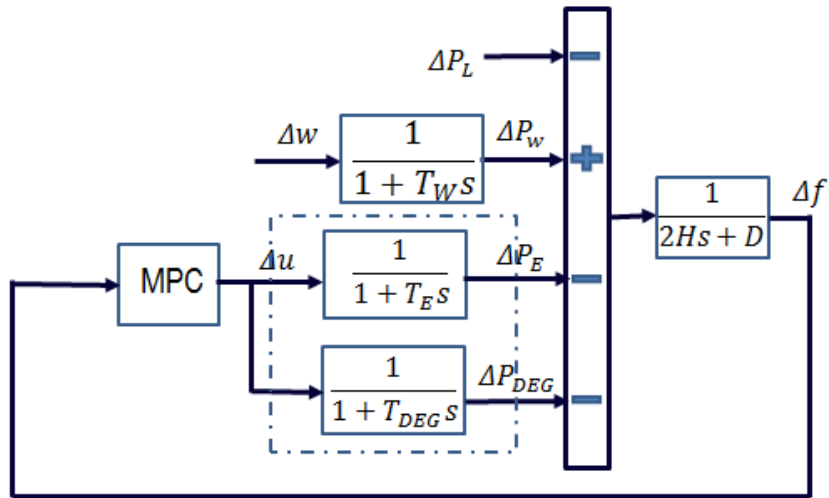 ΔP_L
−
Δw
1
1 + T_W s
ΔP_w
+
1
2Hs + D
Δf
MPC
Δu
1
1 + T_E s
ΔP_E
−
1
1 + T_DEG s
ΔP_DEG
−